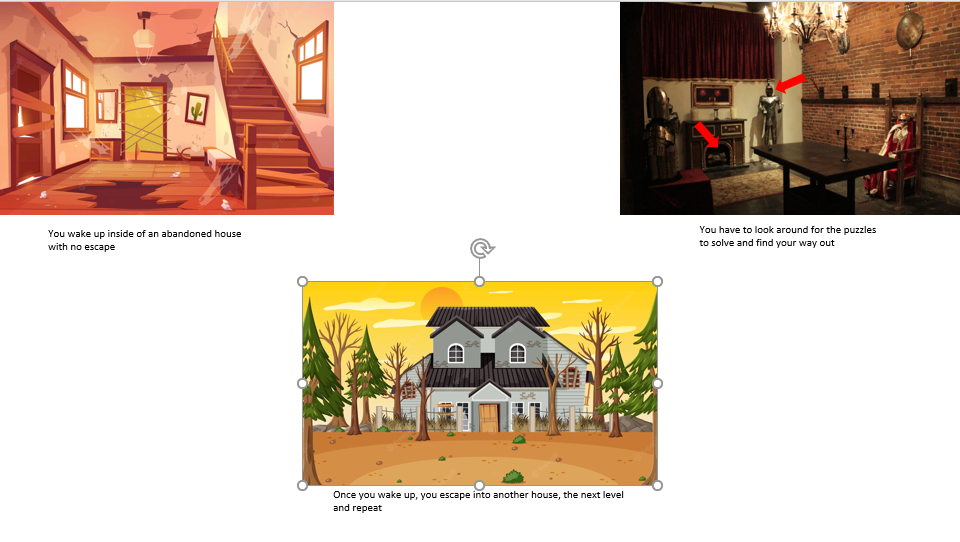 You wake up inside of an abandoned house
with no escape
You have to look around for the puzzles
to solve and find your way out
Once you wake up, you escape into another house, the next level
and repeat